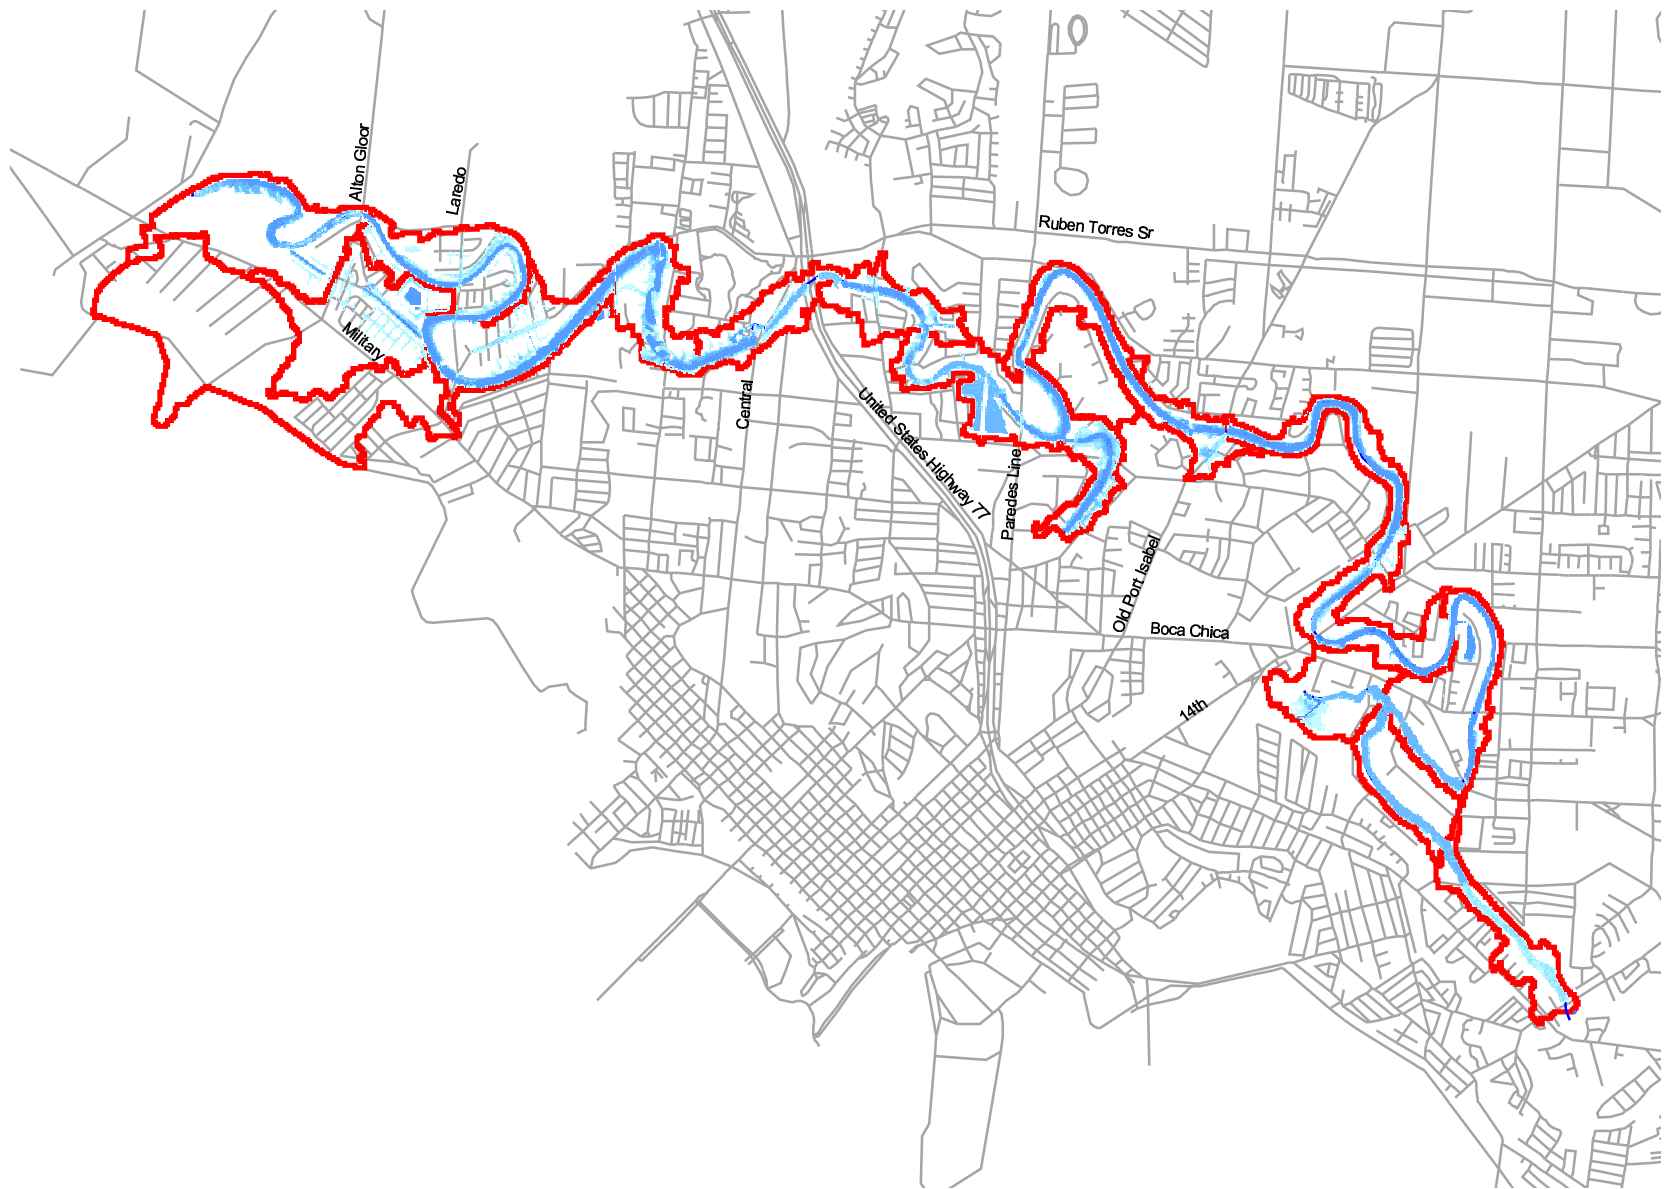 Alton Gloor
Laredo
Ruben Torres Sr
Military
Central
United States Highway 77
Paredes Line
Old Port Isabel
Boca Chica
14th